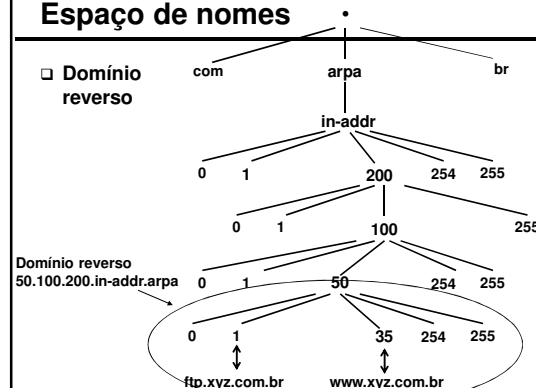 Espaço de nomes
❑ Domínio reverso
com arpa br
in-addr
0 1 200 254 255
0 1 100 255
Domínio reverso
50.100.200.in-addr.arpa
0 1 50 254 255
0 1 35 254 255
ftp.xyz.com.br www.xyz.com.br